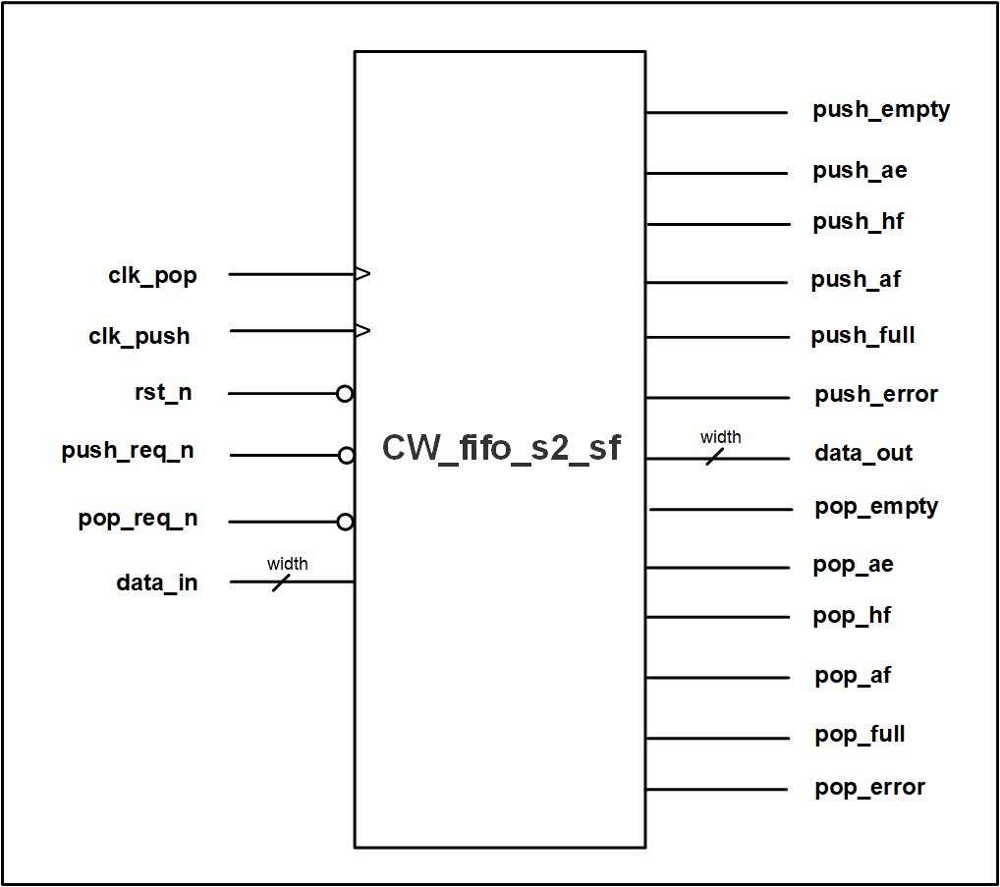 clk_pop
clk_push
rst_n
push_req_n
pop_req_n
width
data_in
CW_fifo_s2_sf
push_empty
push_ae
push_hf
push_af
push_full
push_error
width
data_out
pop_empty
pop_ae
pop_hf
pop_af
pop_full
pop_error